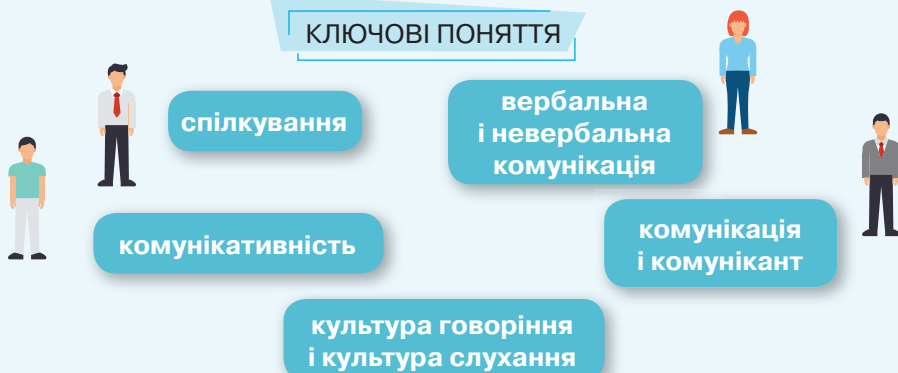 КЛЮЧОВІ ПОНЯТТЯ
спілкування
вербальна
і невербальна
комунікація
комунікативність
комунікація
і комунікант
культура говоріння
і культура слухання